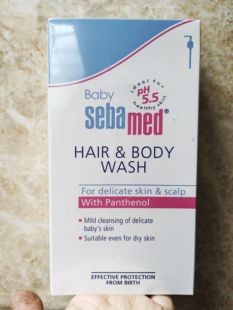 Baby
sebamed®
ideal for
pH
5.5
healthy skin
HAIR & BODY
WASH
For delicate skin & scalp
With Panthenol
• Mild cleansing of delicate
baby's skin
• Suitable even for dry skin
EFFECTIVE PROTECTION
FROM BIRTH